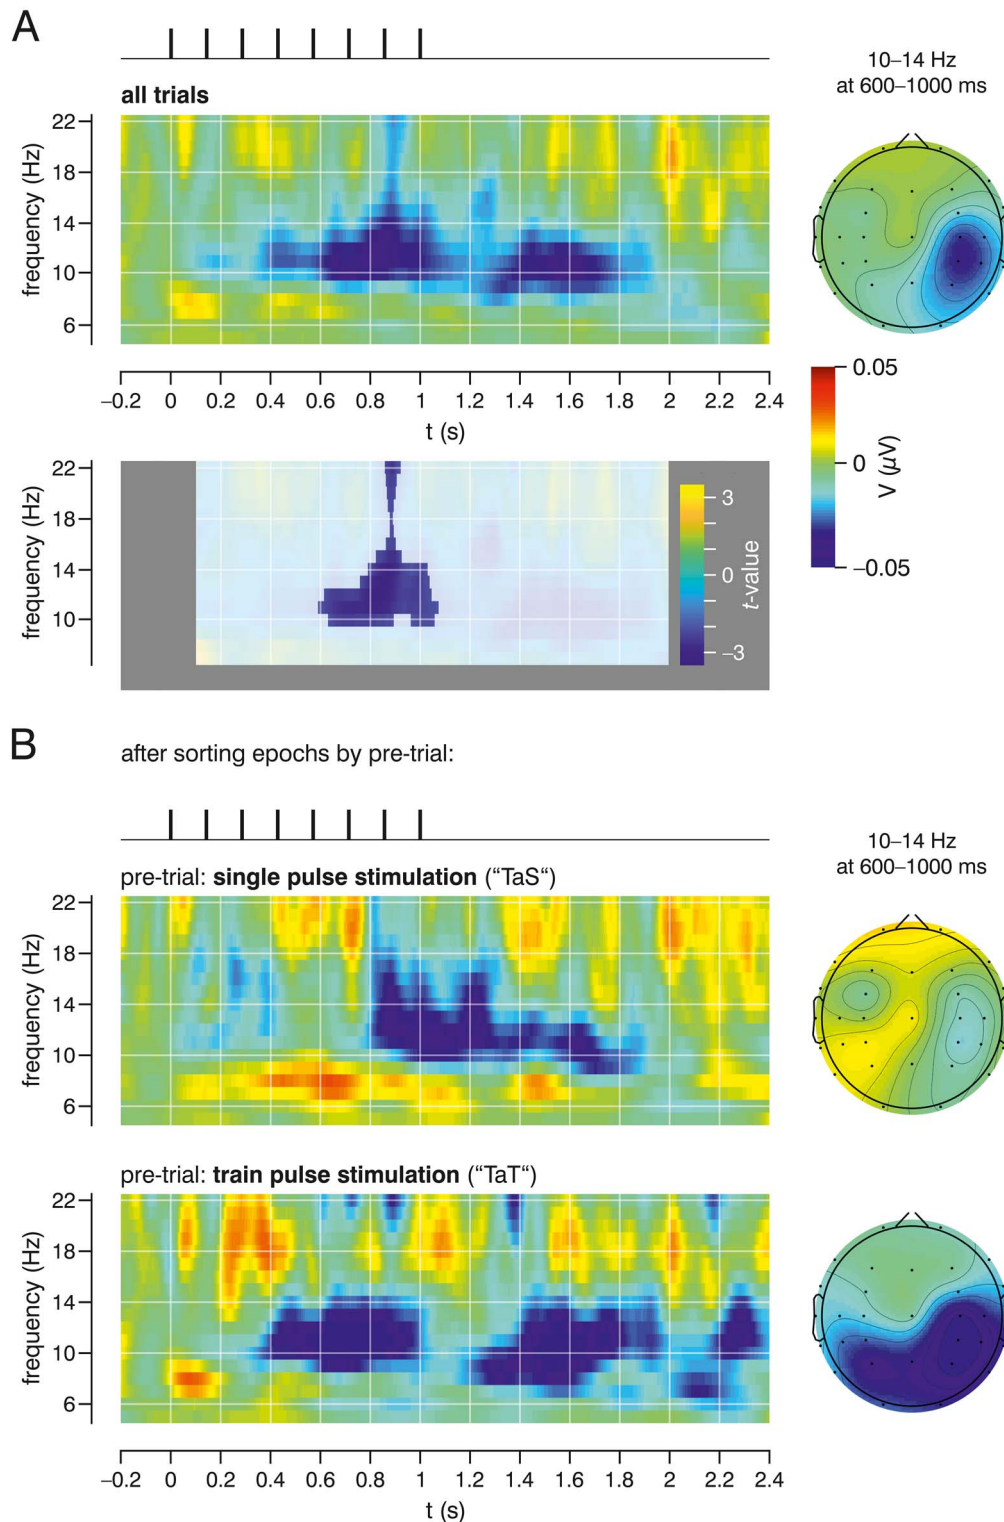 A
10–14 Hz
at 600–1000 ms
all trials
22
18
14
10
6
frequency (Hz)
−0.2 0 0.2 0.4 0.6 0.8 1 1.2 1.4 1.6 1.8 2 2.2 2.4
t (s)
0.05
0
−0.05
V (μV)
22
18
14
10
frequency (Hz)
3
0
−3
t-value
B
after sorting epochs by pre-trial:
10–14 Hz
at 600–1000 ms
pre-trial: single pulse stimulation (“TaS“)
22
18
14
10
6
frequency (Hz)
pre-trial: train pulse stimulation (“TaT“)
22
18
14
10
6
frequency (Hz)
−0.2 0 0.2 0.4 0.6 0.8 1 1.2 1.4 1.6 1.8 2 2.2 2.4
t (s)